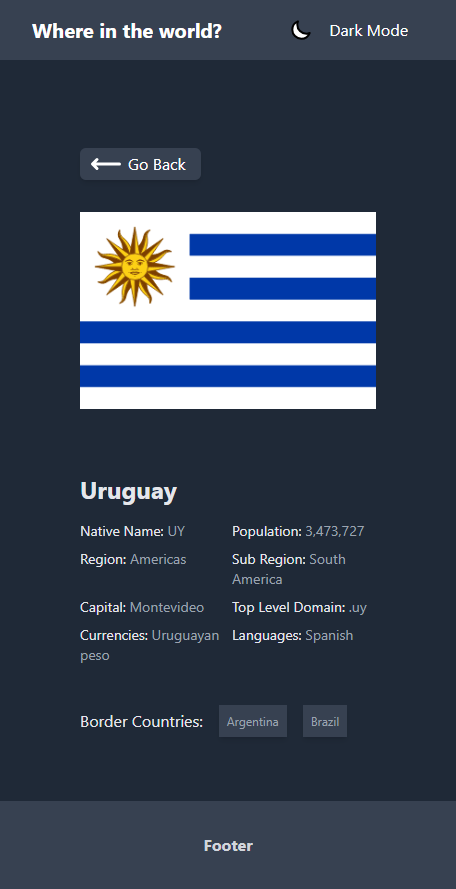 Where in the world?
Dark Mode
Go Back
Uruguay
Native Name: UY
Population: 3,473,727
Region: Americas
Sub Region: South
America
Capital: Montevideo
Top Level Domain: .uy
Currencies: Uruguayan
peso
Languages: Spanish
Border Countries:
Argentina
Brazil
Footer